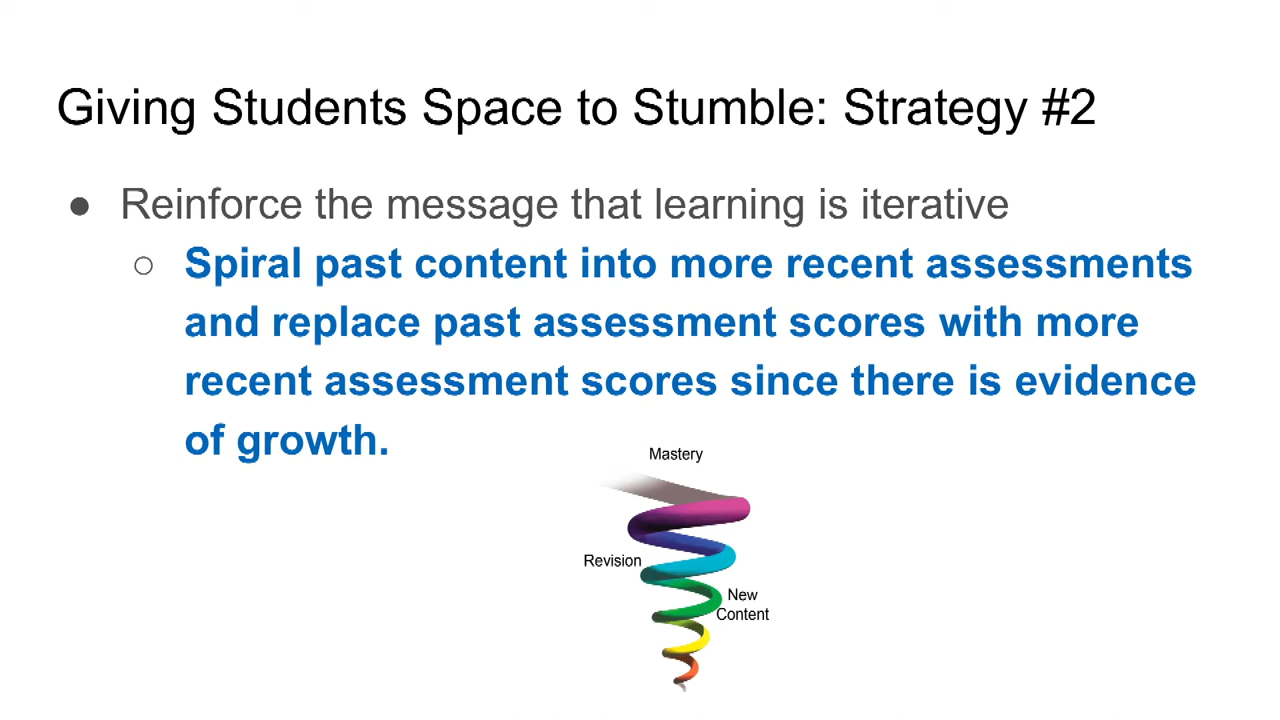 Giving Students Space to Stumble: Strategy #2
● Reinforce the message that learning is iterative
○ Spiral past content into more recent assessments
and replace past assessment scores with more
recent assessment scores since there is evidence
of growth.
Mastery
Revision
New
Content